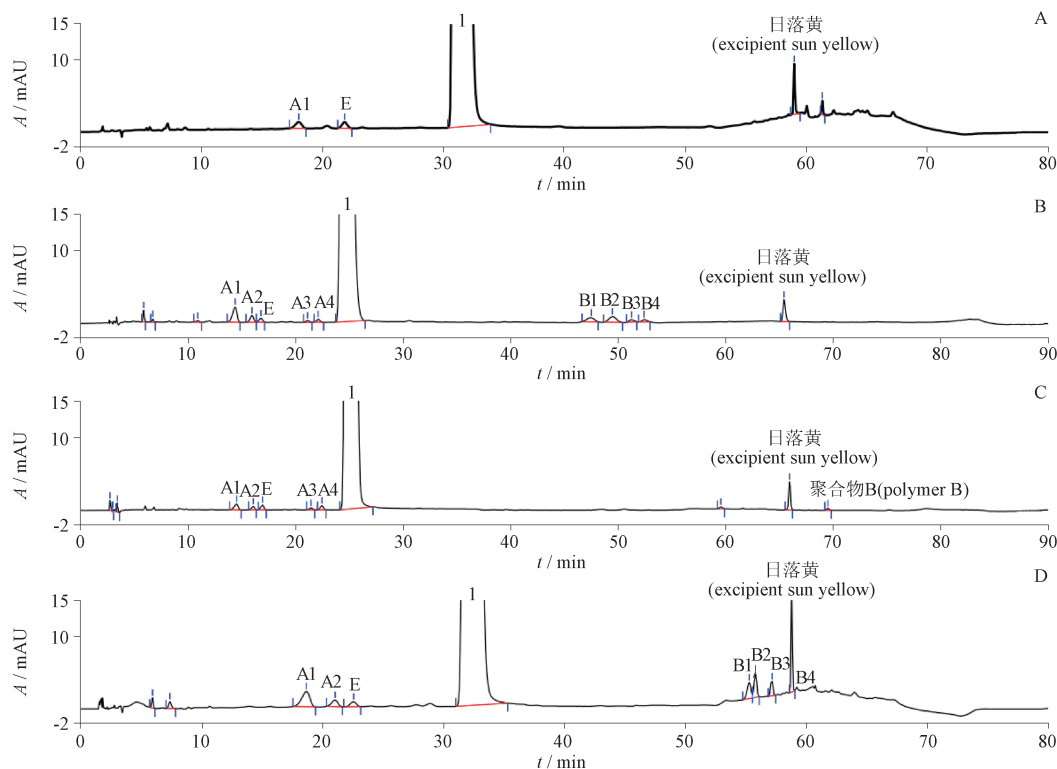 A
15
日落黄
(excipient sun yellow)
1
10
A / mAU
A1
E
-2
0 10 20 30 40 50 60 70 80
t / min
B
15
1
10
日落黄
(excipient sun yellow)
A / mAU
A1
A2
E
A3 A4
B1 B2 B3 B4
-2
0 10 20 30 40 50 60 70 80 90
t / min
C
15
1
10
日落黄
(excipient sun yellow)
A / mAU
聚合物B(polymer B)
A1 A2 E A3 A4
-2
0 10 20 30 40 50 60 70 80 90
t / min
D
日落黄
(excipient sun yellow)
15
1
10
A / mAU
A1 A2 E
B1 B2 B3 B4
-2
0 10 20 30 40 50 60 70 80
t / min